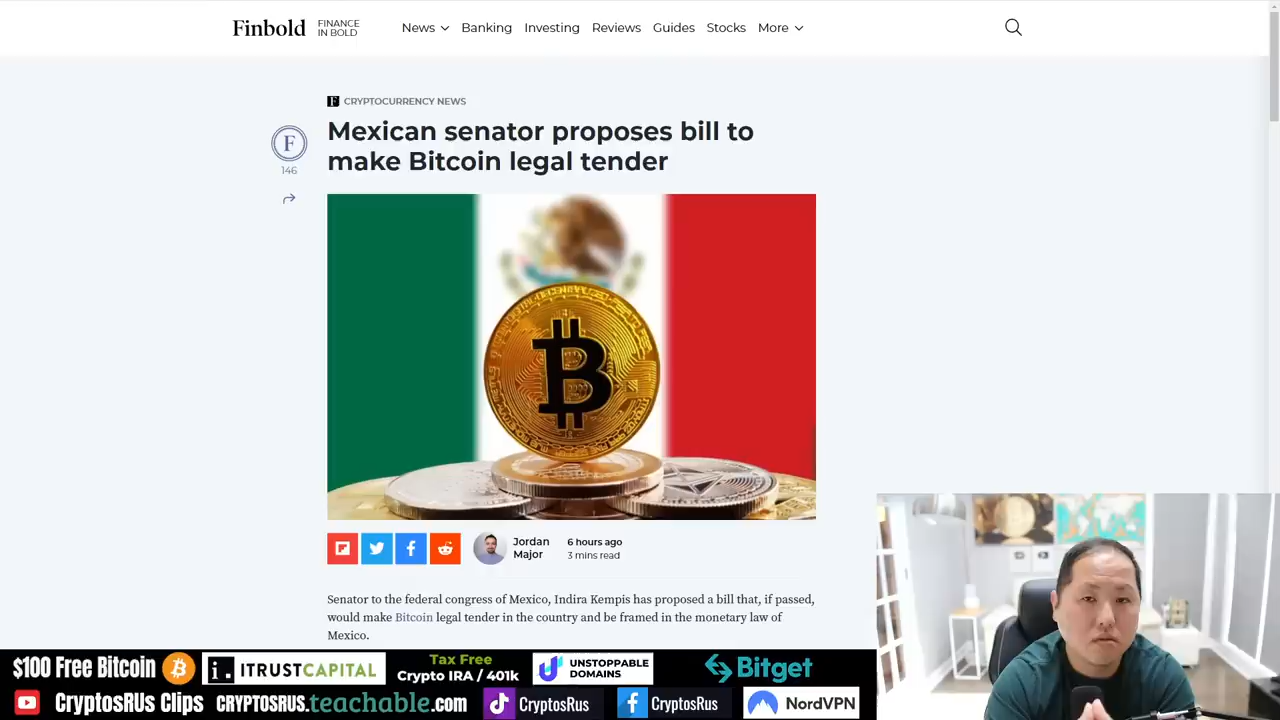 Finbold
FINANCE
IN BOLD
News Banking Investing Reviews Guides Stocks More
CRYPTOCURRENCY NEWS
Mexican senator proposes bill to
make Bitcoin legal tender
F
146
Jordan
Major
6 hours ago
3 mins read
Senator to the federal congress of Mexico, Indira Kempis has proposed a bill that, if passed,
would make Bitcoin legal tender in the country and be framed in the monetary law of
Mexico.
$100 Free Bitcoin
i. ITRUSTCAPITAL
Tax Free
Crypto IRA / 401k
UNSTOPPABLE
DOMAINS
Bitget
CryptosRUs Clips
CRYPTOSRUS.teachable.com
CryptosRus
CryptosRus
NordVPN